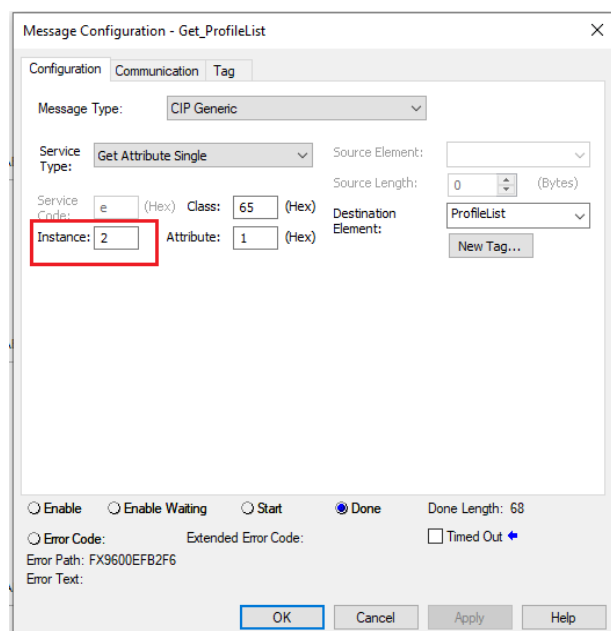 Message Configuration - Get_ProfileList
Configuration Communication Tag
Message Type: CIP Generic
Service Type: Get Attribute Single
Source Element:
Source Length: 0 (Bytes)
Service Code: e (Hex) Class: 65 (Hex)
Destination Element: ProfileList
Instance: 2 Attribute: 1 (Hex)
New Tag...
Enable Enable Waiting Start Done Done Length: 68
Error Code: Extended Error Code: Timed Out
Error Path: FX9600EFB2F6
Error Text:
OK Cancel Apply Help